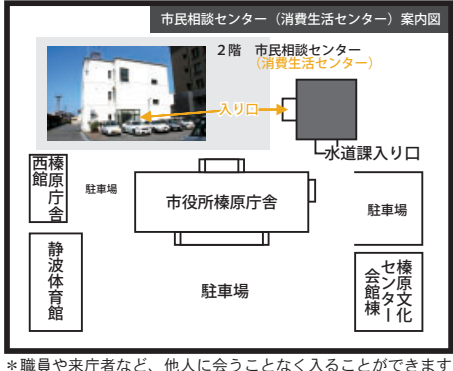 市民相談センター（消費生活センター）案内図
２階　市民相談センター
（消費生活センター）
入り口
水道課入り口
榛原庁舎
西館
駐車場
市役所榛原庁舎
駐車場
静波体育館
駐車場
榛原文化
センター
会館棟
＊職員や来庁者など、他人に会うことなく入ることができます